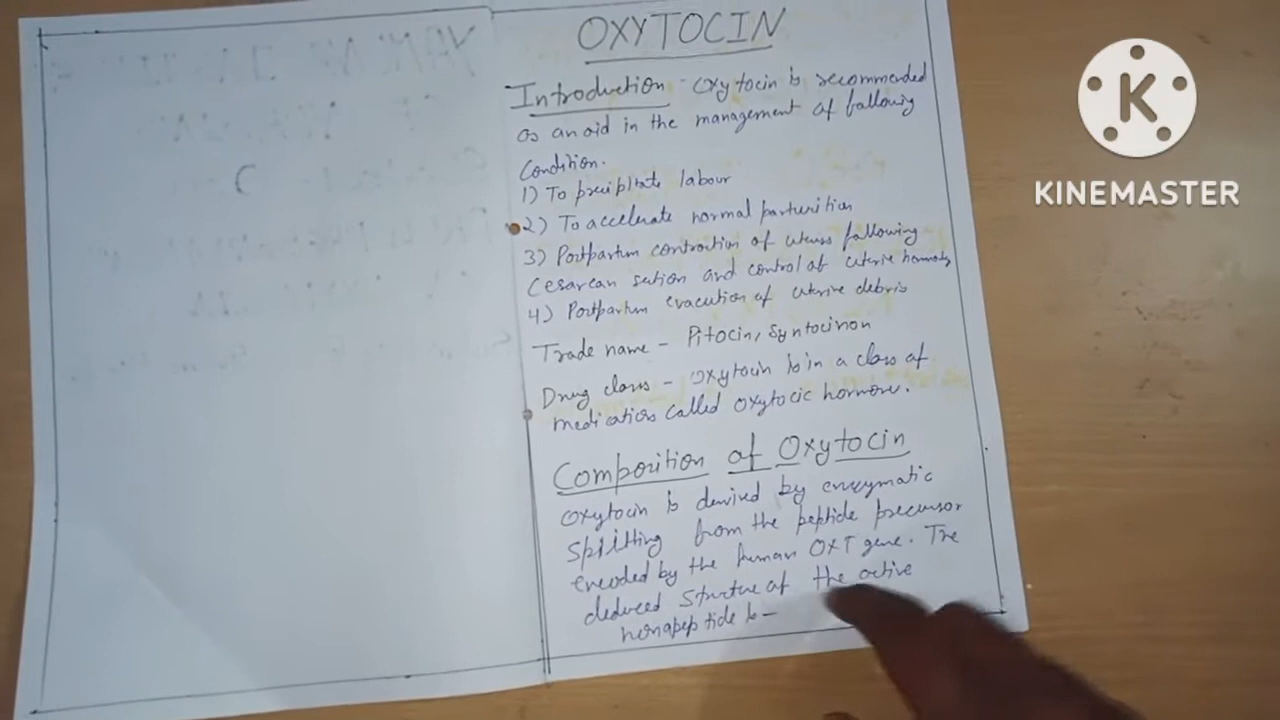 OXYTOCIN
Introduction - Oxytocin is recommended
as an aid in the management of following
Condition.
1) To precipitate labour
2) To accelerate normal parturition
3) Postpartum contraction of uterus following
Cesarean section and control of uterine
4) Postpartum evacution of uterine debris
Trade name - Pitocin, Syntocinon
Drug class - Oxytocin is in a class of
medications called oxytocic hormone.
Composition of Oxytocin
Oxytocin is derived by enzymatic
splitting from the peptide precursor
encoded by the human OXT gene. The
deduced structure of the active
nonapeptide is -
K
KINEMASTER